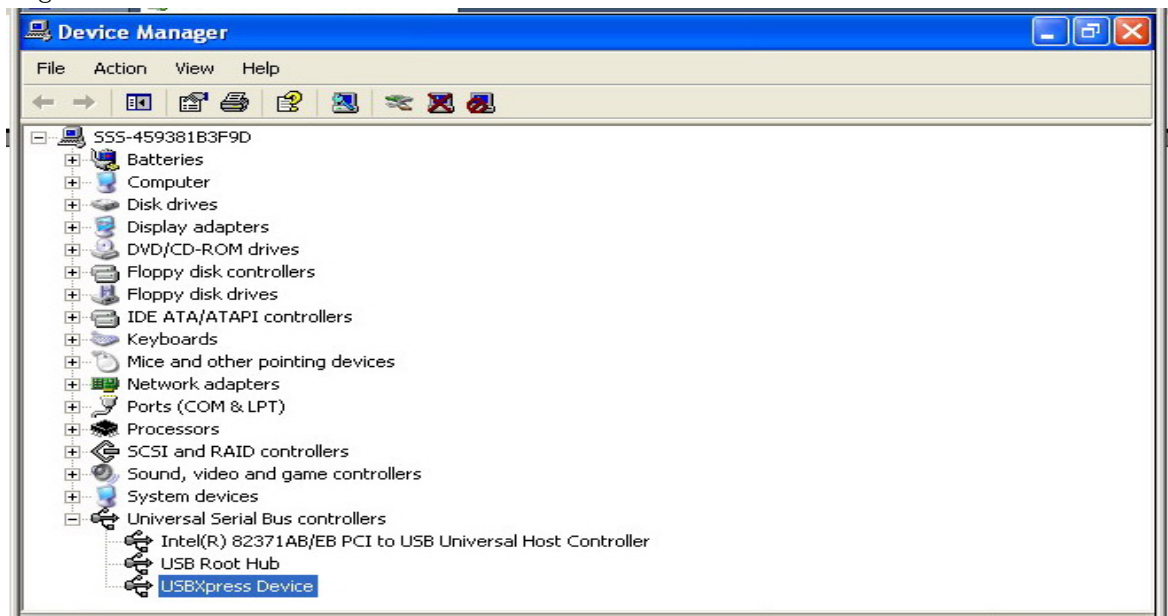 Device Manager
File Action View Help
SSS-459381B3F9D
Batteries
Computer
Disk drives
Display adapters
DVD/CD-ROM drives
Floppy disk controllers
Floppy disk drives
IDE ATA/ATAPI controllers
Keyboards
Mice and other pointing devices
Network adapters
Ports (COM & LPT)
Processors
SCSI and RAID controllers
Sound, video and game controllers
System devices
Universal Serial Bus controllers
Intel(R) 82371AB/EB PCI to USB Universal Host Controller
USB Root Hub
USBXpress Device